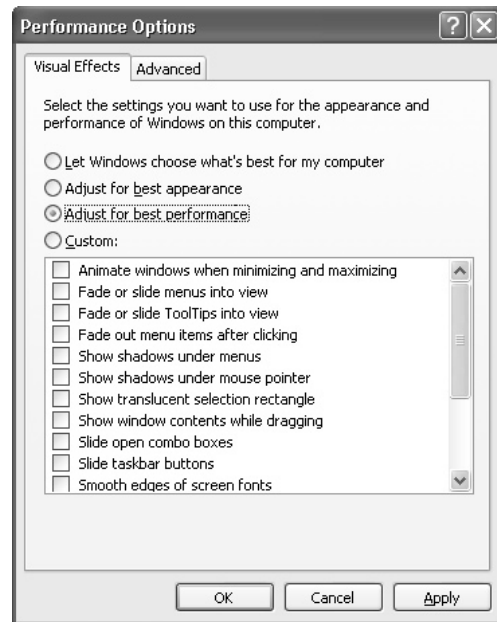 Performance Options
Visual Effects
Advanced
Select the settings you want to use for the appearance and
performance of Windows on this computer.
Let Windows choose what's best for my computer
Adjust for best appearance
Adjust for best performance
Custom:
Animate windows when minimizing and maximizing
Fade or slide menus into view
Fade or slide ToolTips into view
Fade out menu items after clicking
Show shadows under menus
Show shadows under mouse pointer
Show translucent selection rectangle
Show window contents while dragging
Slide open combo boxes
Slide taskbar buttons
Smooth edges of screen fonts
OK
Cancel
Apply